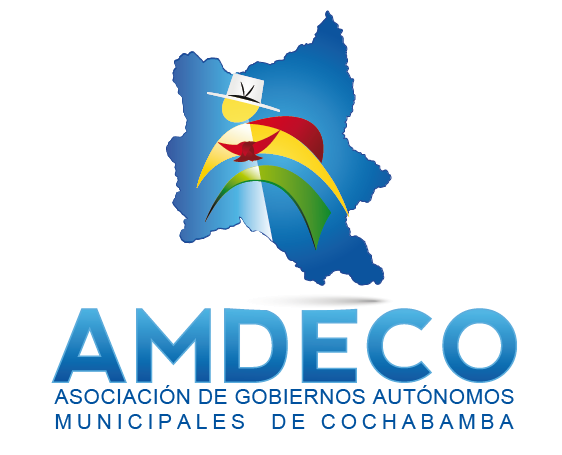 AMDECO
ASOCIACIÓN DE GOBIERNOS AUTÓNOMOS
MUNICIPALES DE COCHABAMBA